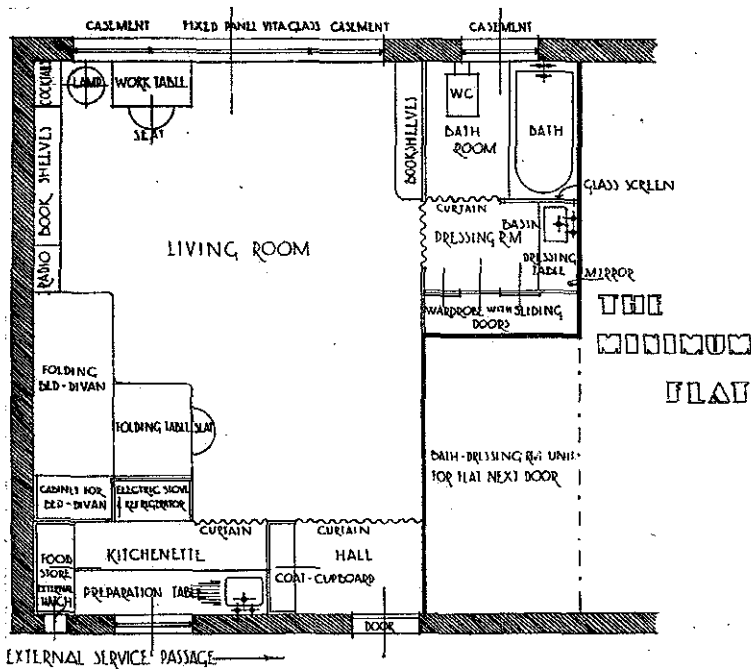 CASEMENT
FIXED PANEL VITAGLASS
CASEMENT
CASEMENT
COCKTAILS
LAMP
WORK TABLE
SEAT
BOOK SHELVES
RADIO
BOOKSHELVES
WC
BATH
ROOM
BATH
GLASS SCREEN
CURTAIN
BASIN
DRESSING RM
DRESSING
TABLE
MIRROR
WARDROBE WITH SLIDING
DOORS
LIVING ROOM
THE
MINIMUM
FLAT
FOLDING
BED-DIVAN
FOLDING TABLE
SEAT
BATH-DRESSING RM UNIT
FOR FLAT NEXT DOOR
CABINET FOR
BED-DIVAN
ELECTRIC STOVE
& REFRIGERATOR
CURTAIN
CURTAIN
KITCHENETTE
HALL
FOOD
STORE
EXTERNAL
HATCH
PREPARATION TABLE
COAT-CUPBOARD
DOOR
EXTERNAL SERVICE PASSAGE